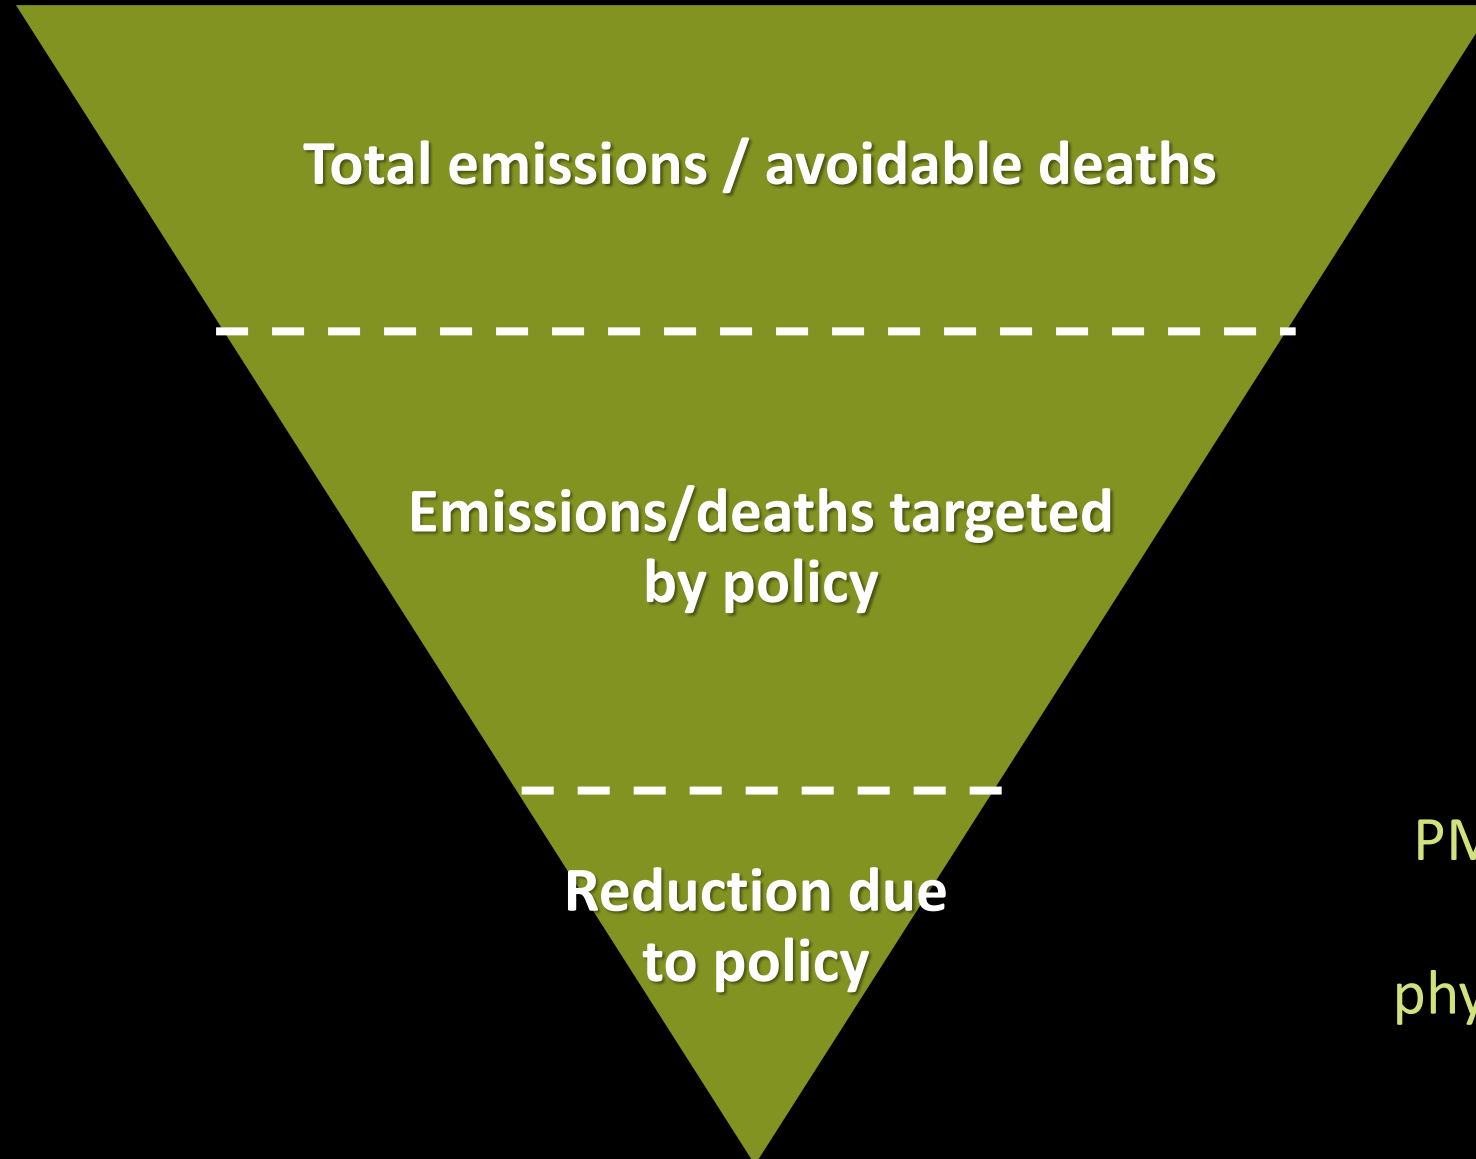 Total emissions / avoidable deaths
Emissions/deaths targeted
by policy
Reduction due
to policy